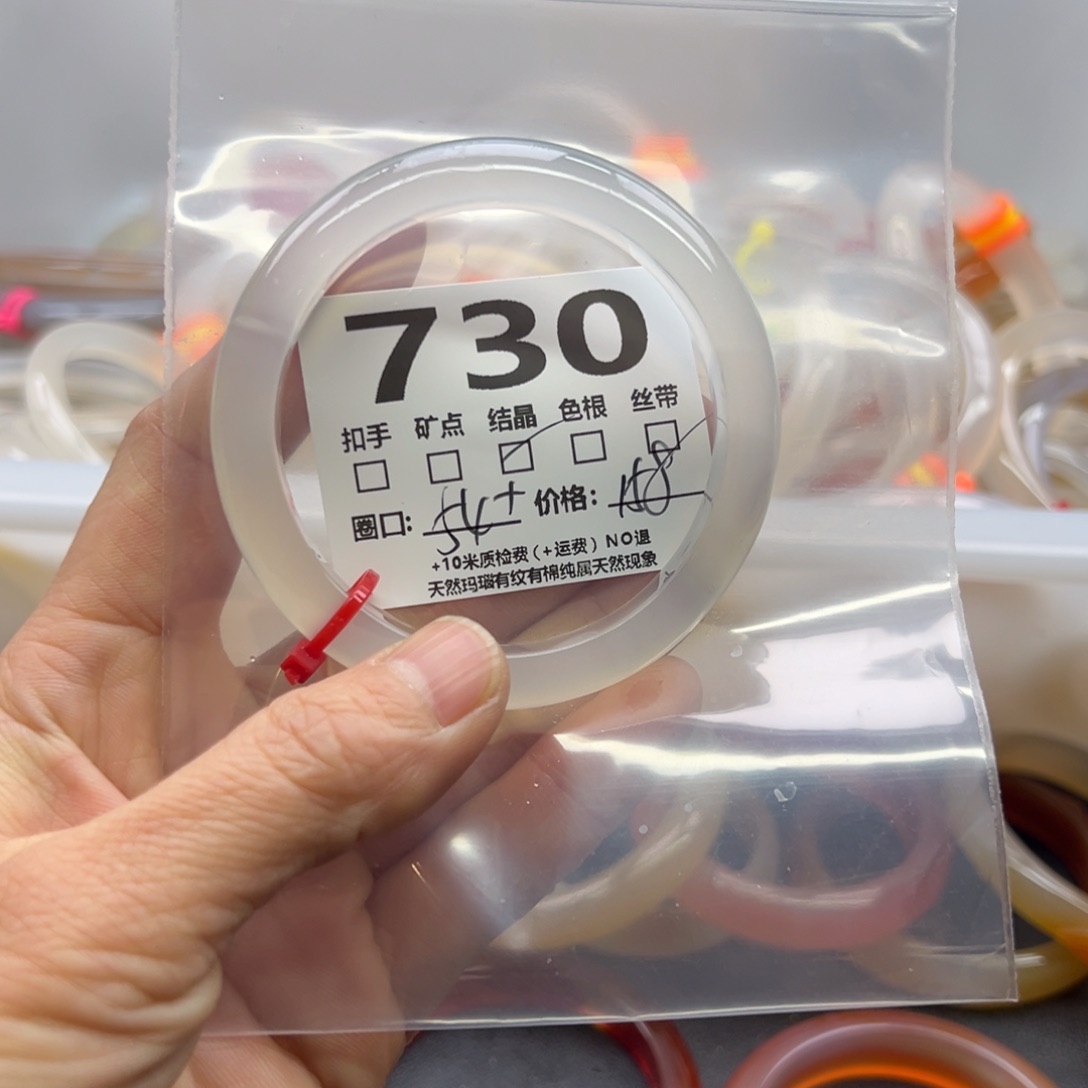 730
扣手 矿点 结晶 色根 丝带
圈口: 54+ 价格: 168
+10米质检费(+运费)NO退
天然玛瑙有纹有棉纯属天然现象